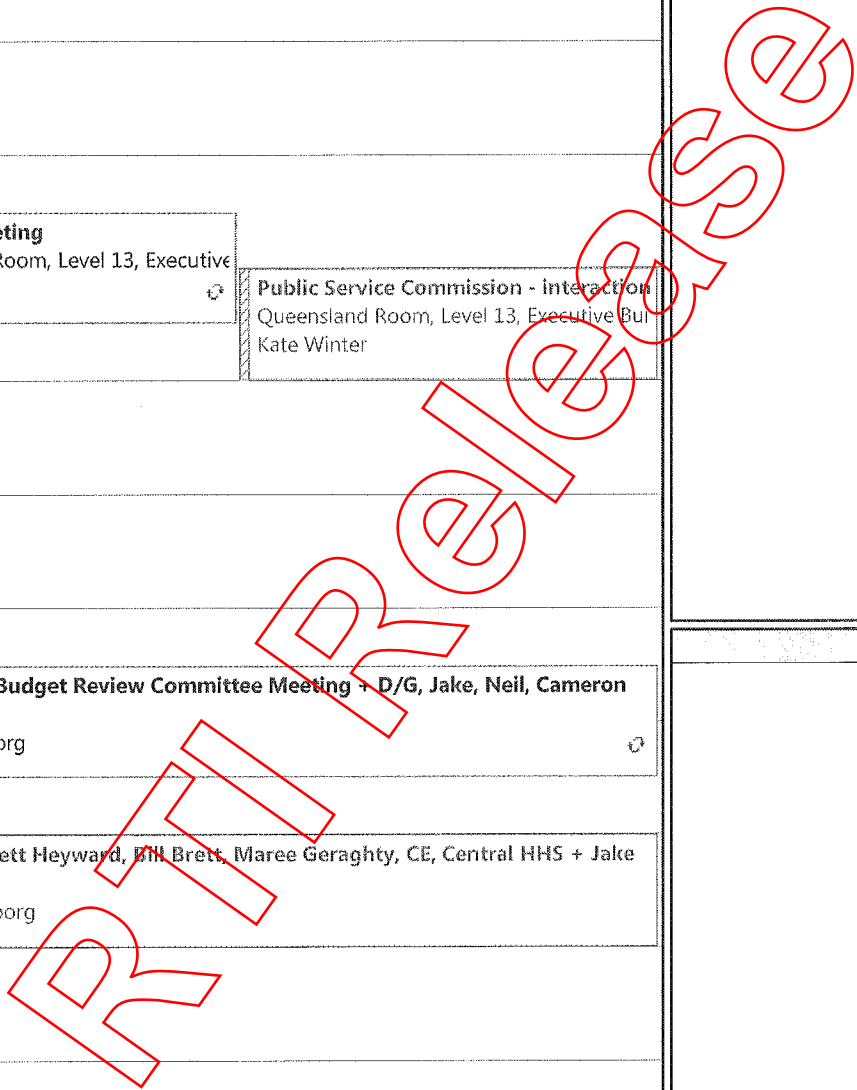 eting
Room, Level 13, Executive
Public Service Commission - interaction
Queensland Room, Level 13, Executive Bui
Kate Winter
Budget Review Committee Meeting + D/G, Jake, Neil, Cameron
org
ett Heyward, Bill Brett, Maree Geraghty, CE, Central HHS + Jake
borg
RTI Release